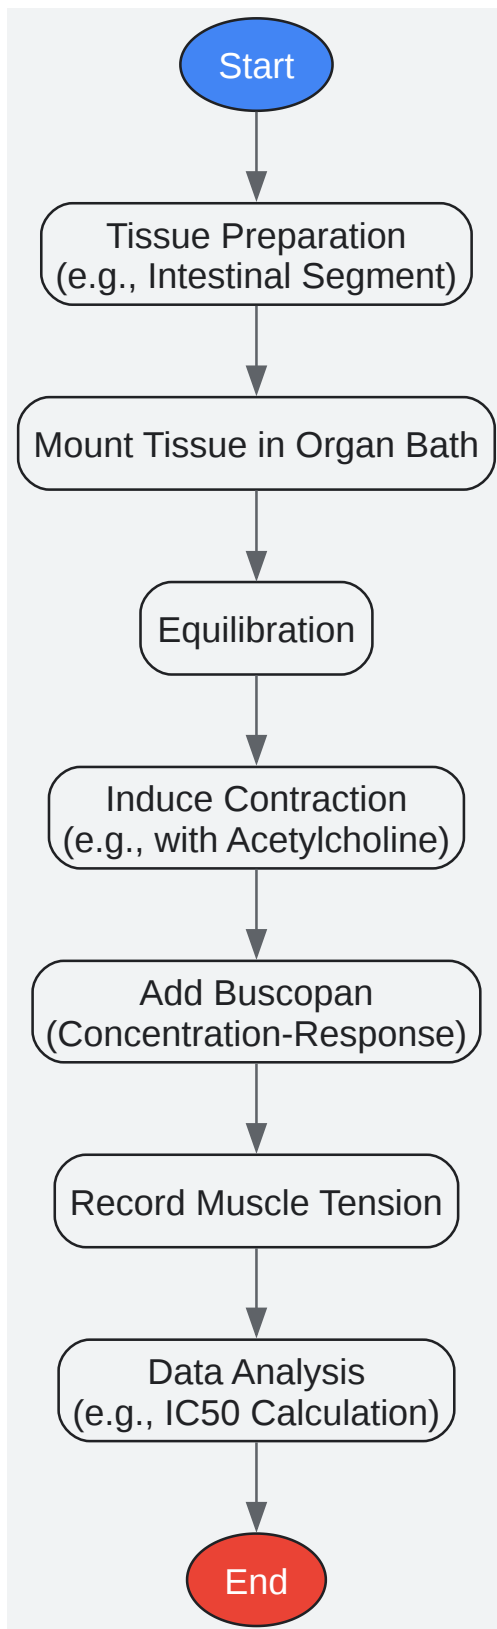 Start
Tissue Preparation
(e.g., Intestinal Segment)
Mount Tissue in Organ Bath
Equilibration
Induce Contraction
(e.g., with Acetylcholine)
Add Buscopan
(Concentration-Response)
Record Muscle Tension
Data Analysis
(e.g., IC50 Calculation)
End